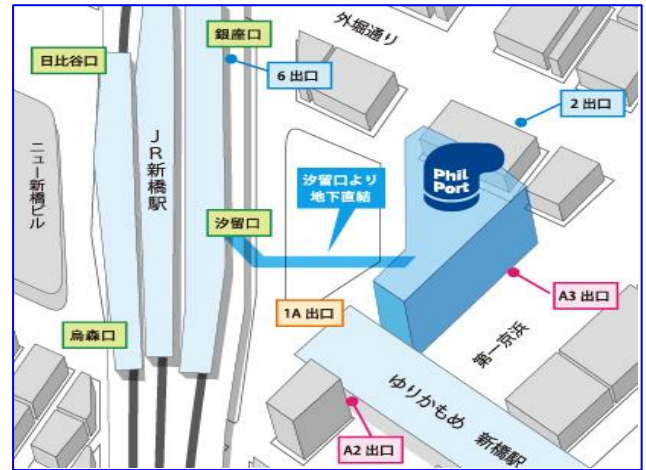 外堀通り
銀座口
日比谷口
6 出口
2 出口
JR新橋駅
ニュー新橋ビル
Phil
Port
汐留口より
地下直結
汐留口
A3 出口
1A 出口
烏森口
第一京浜
ゆりかもめ 新橋駅
A2 出口